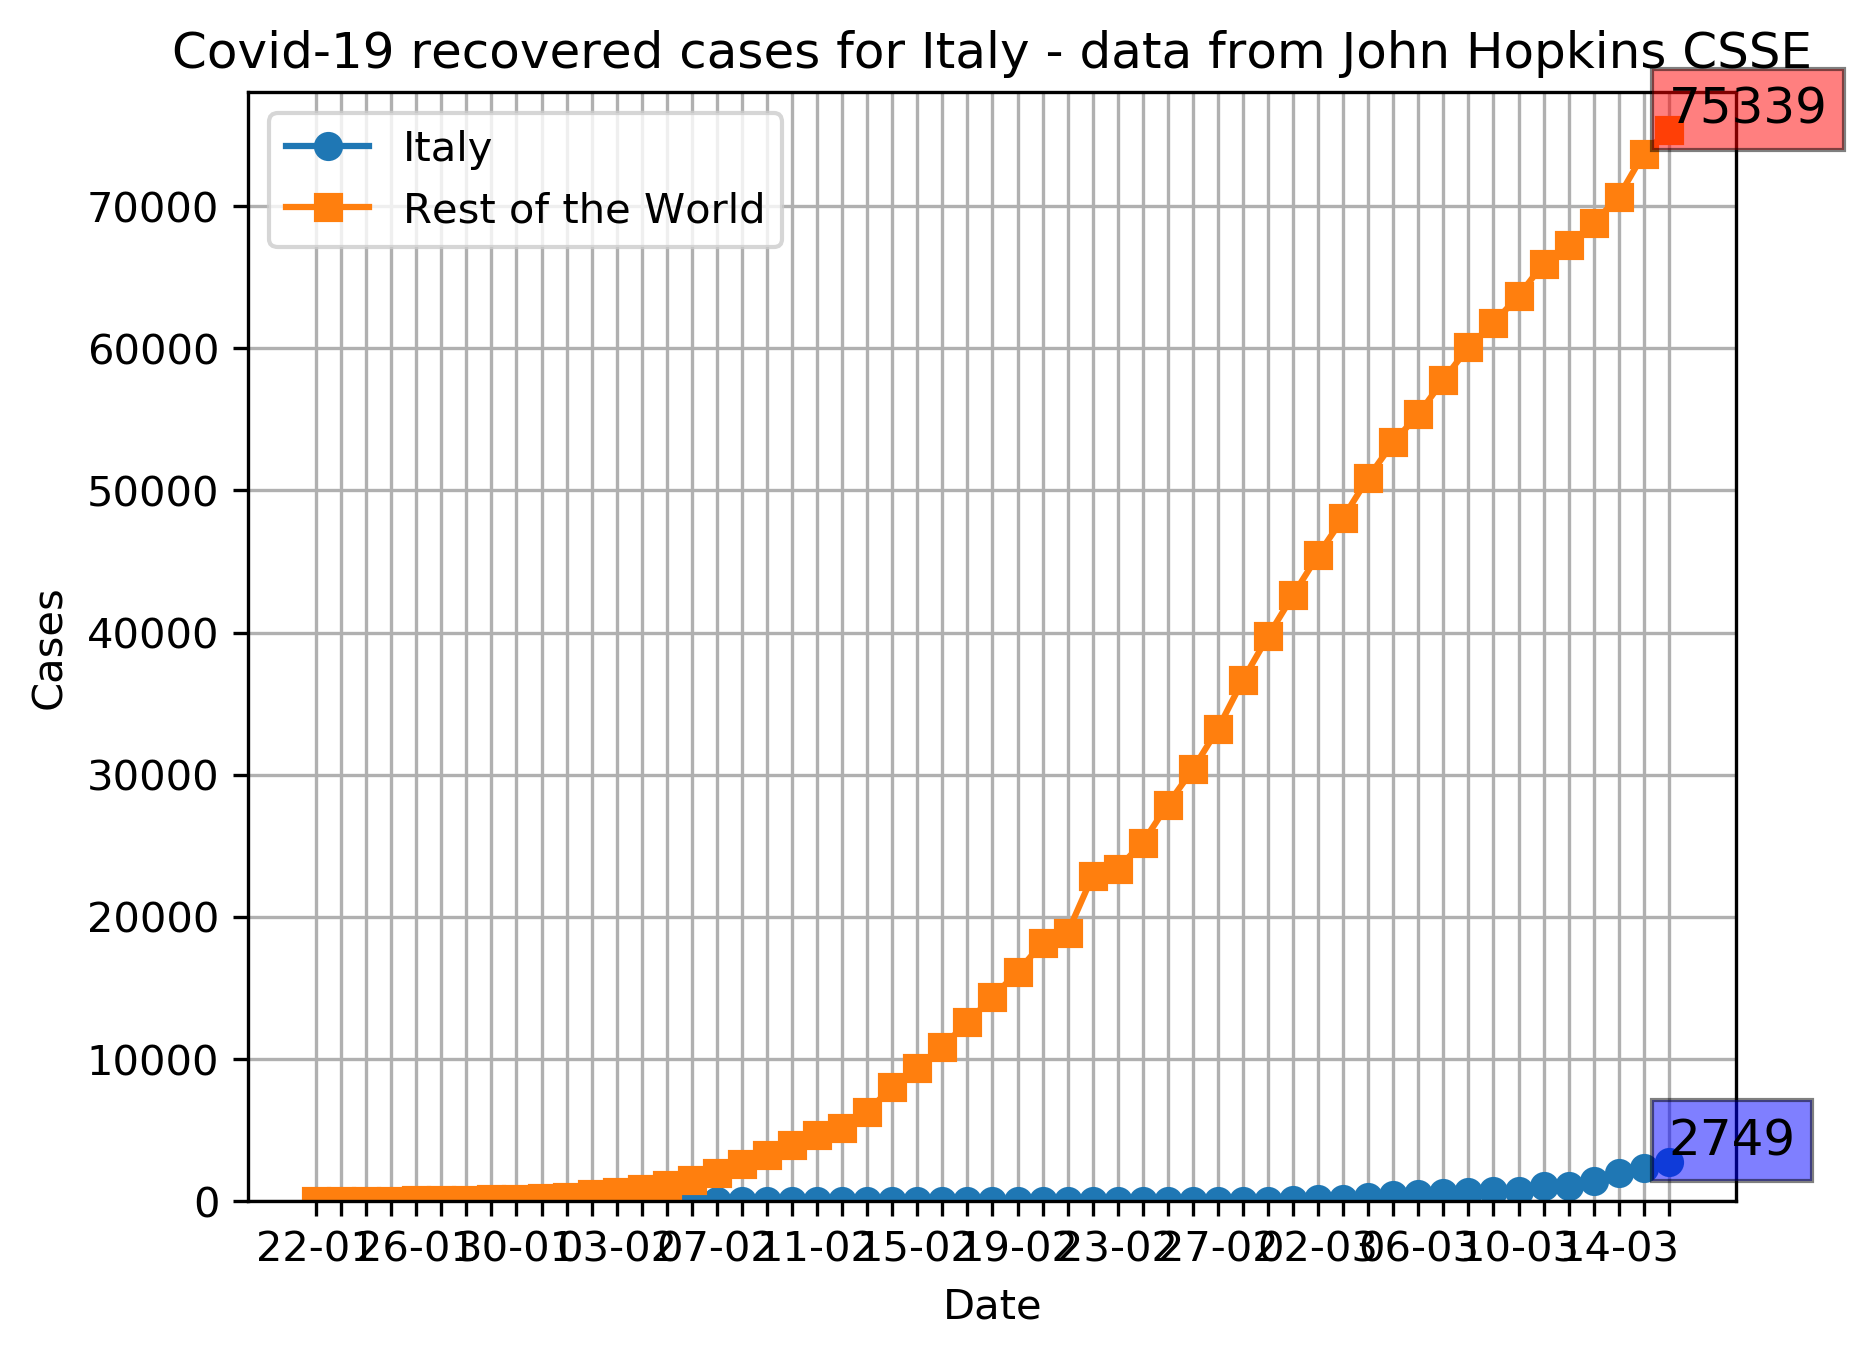 Covid-19 recovered cases for Italy - data from John Hopkins CSSE
75339
Italy
Rest of the World
70000
60000
50000
40000
30000
20000
10000
0
2749
Cases
22-01 26-01 30-01 03-02 07-02 11-02 15-02 19-02 23-02 27-02 02-03 06-03 10-03 14-03
Date